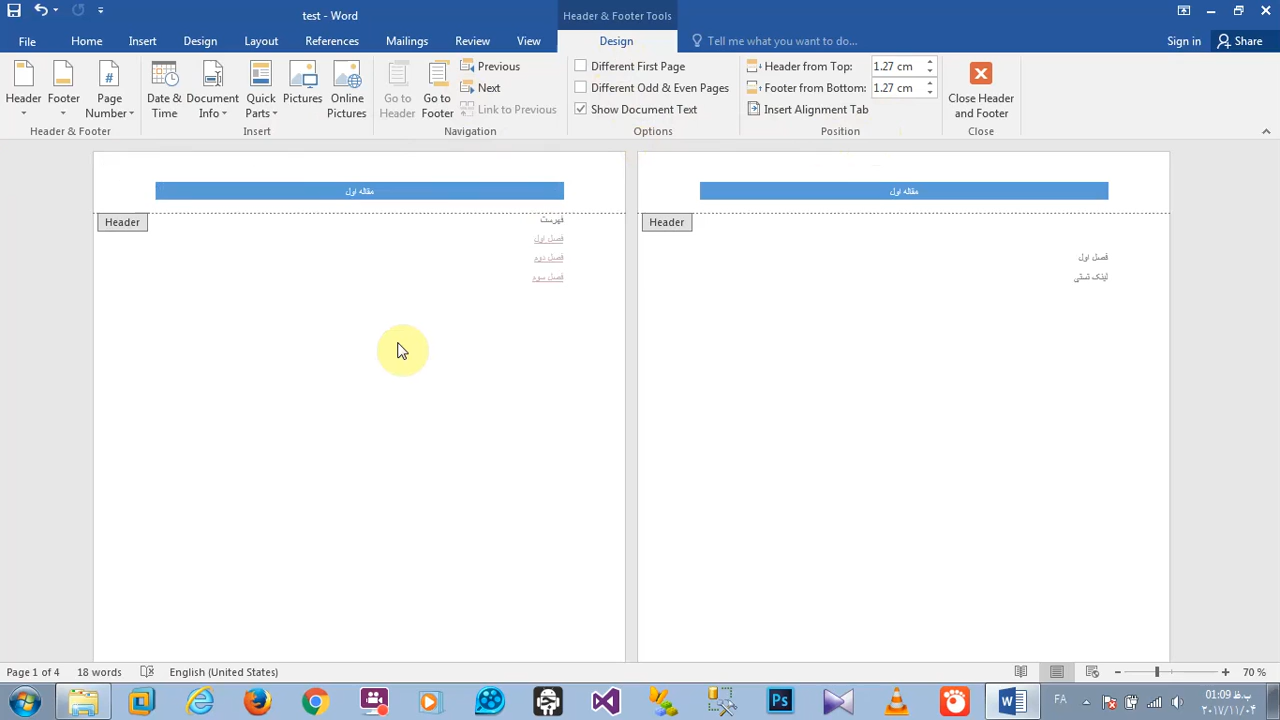 test - Word
Header & Footer Tools
File
Home
Insert
Design
Layout
References
Mailings
Review
View
Design
Tell me what you want to do...
Sign in
Share
Header
Footer
Page
Number
Header & Footer
Date &
Time
Document
Info
Quick
Parts
Pictures
Online
Pictures
Insert
Go to
Header
Go to
Footer
Previous
Next
Link to Previous
Navigation
Different First Page
Different Odd & Even Pages
Show Document Text
Options
Header from Top:
1.27 cm
Footer from Bottom:
1.27 cm
Insert Alignment Tab
Position
Close Header
and Footer
Close
مقاله اول
Header
فهرست
فصل اول
فصل دوم
فصل سوم
مقاله اول
Header
فصل اول
لینک تستی
Page 1 of 4
18 words
English (United States)
70 %
Ps
FA
01:09 ب.ظ
۲۰۱۷/۱۱/۰۴